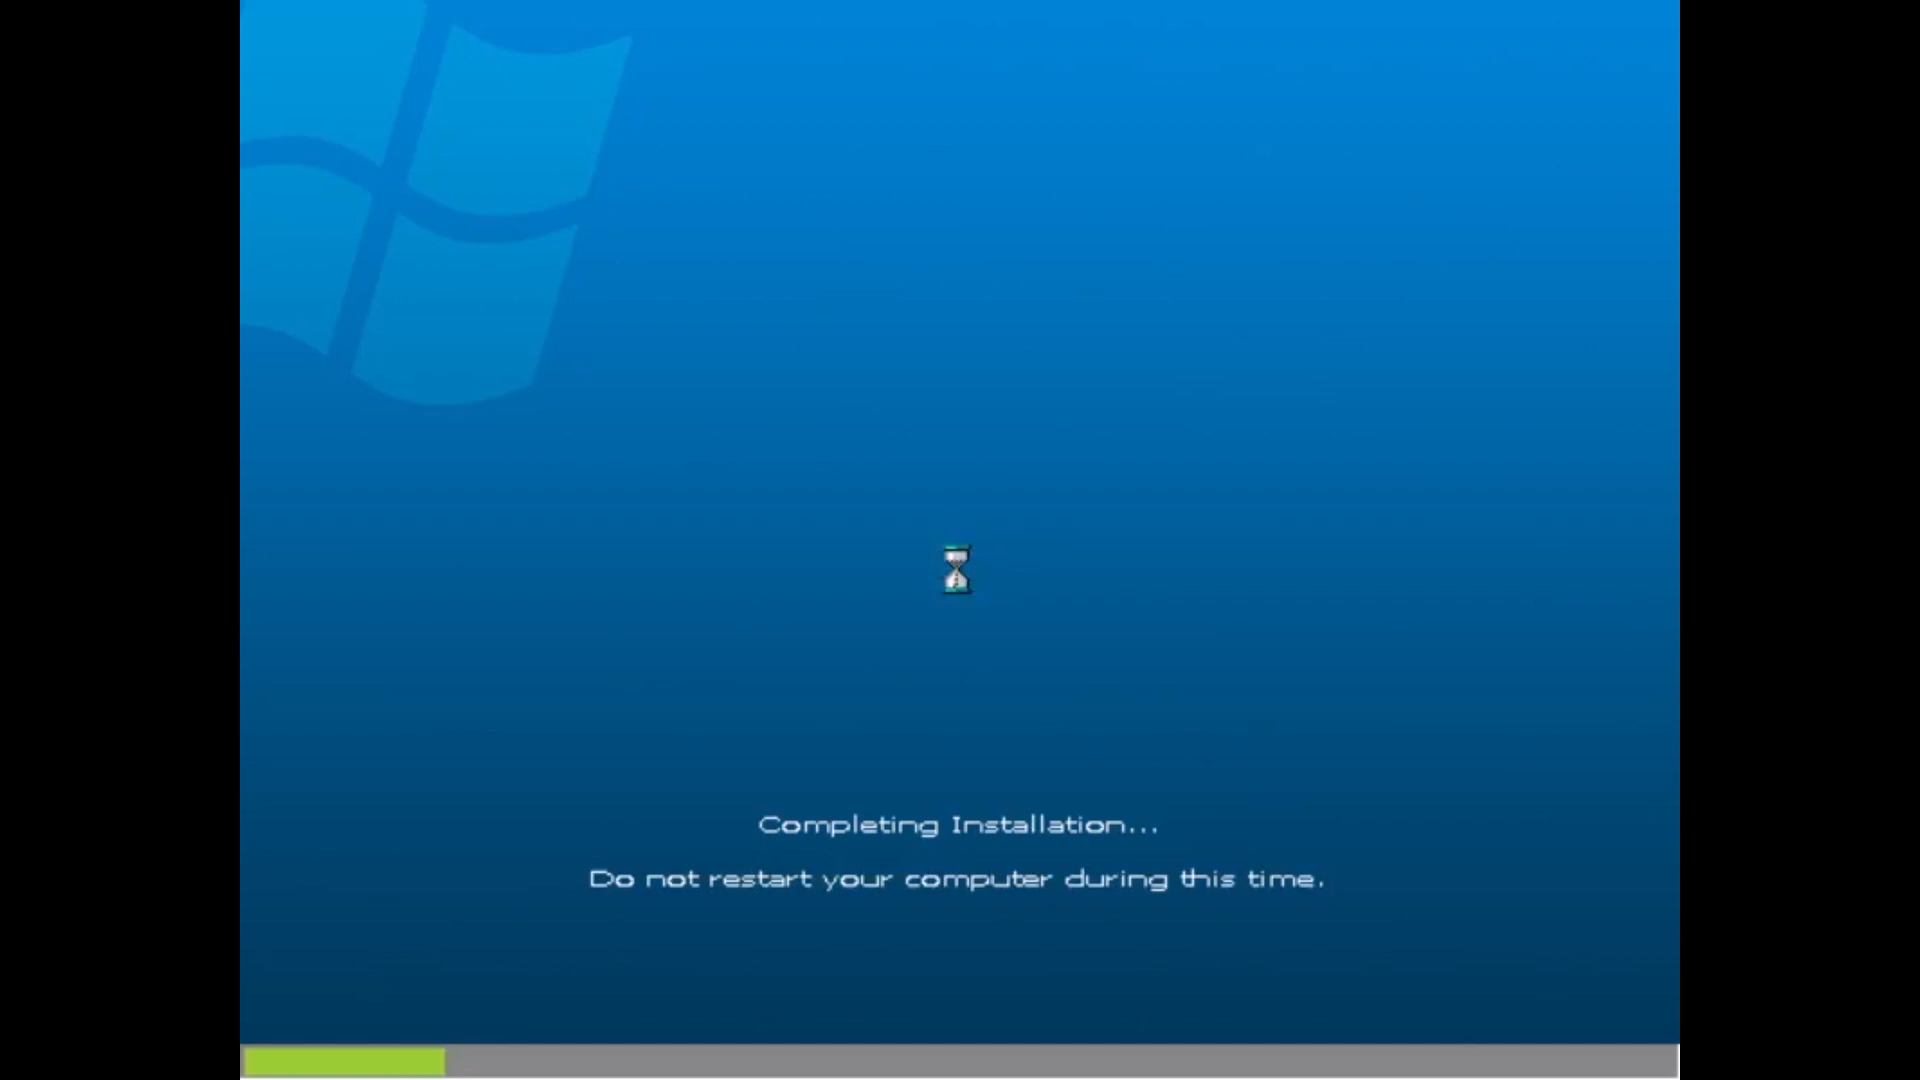 Completing Installation...
Do not restart your computer during this time.